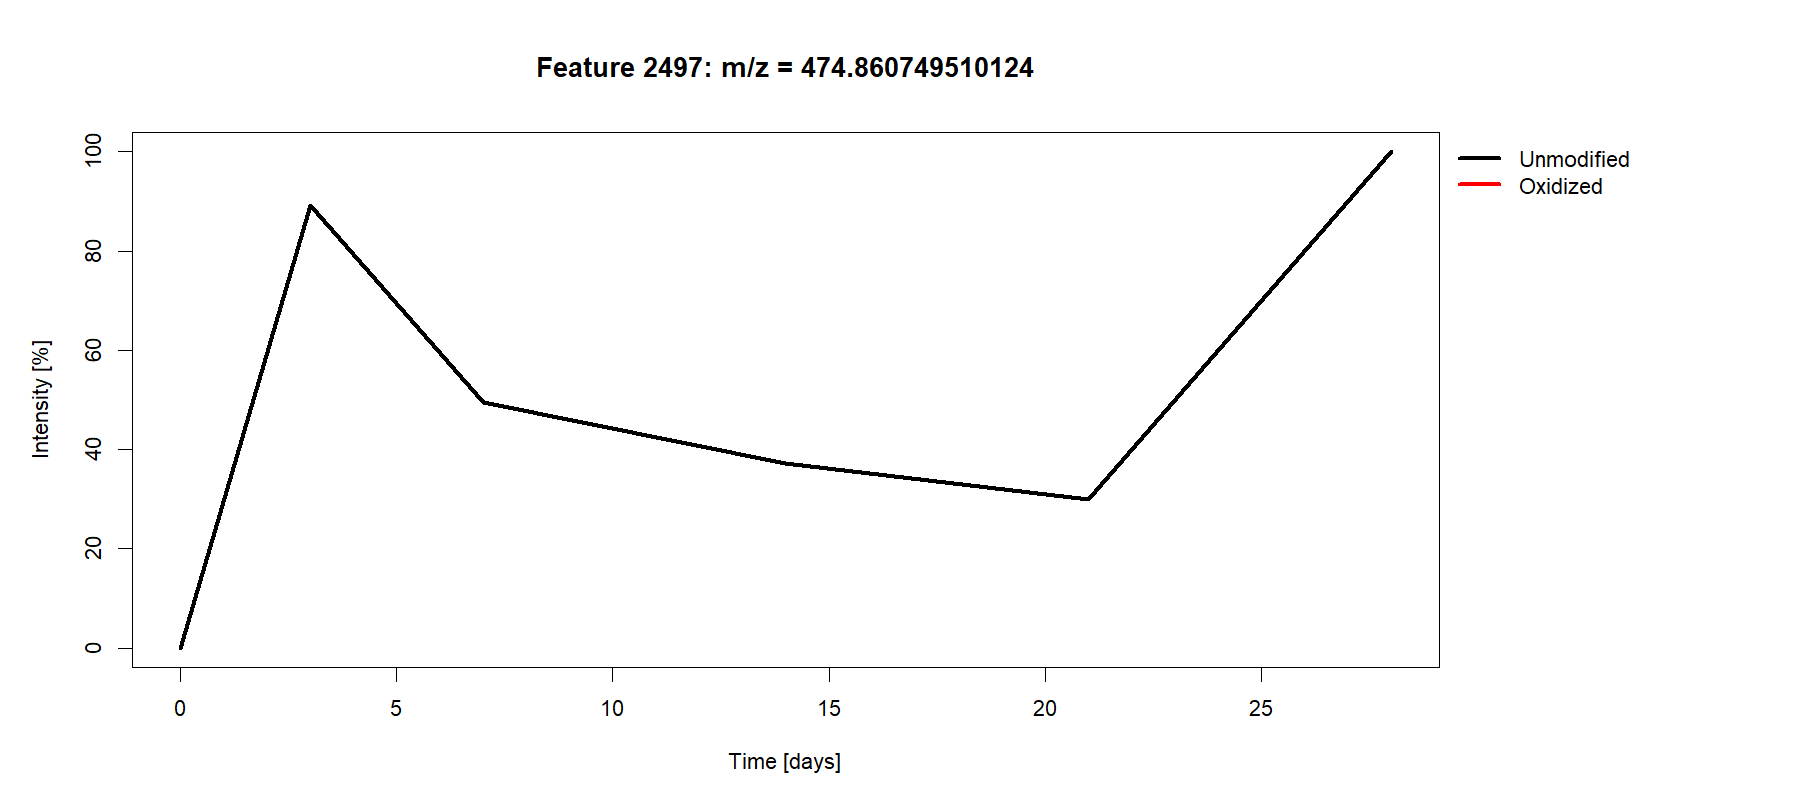 Feature 2497: m/z = 474.860749510124
Unmodified
Oxidized
Intensity [%]
100
80
60
40
20
0
0 5 10 15 20 25
Time [days]